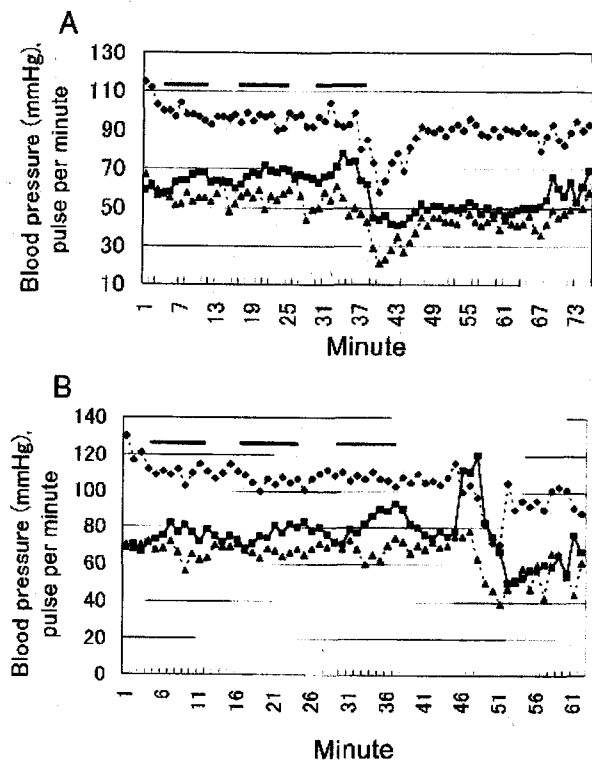 A
Blood pressure (mmHg),
pulse per minute
130
110
90
70
50
30
10
1 7 13 19 25 31 37 43 49 55 61 67 73
Minute
B
Blood pressure (mmHg),
pulse per minute
140
120
100
80
60
40
20
0
1 6 11 16 21 26 31 36 41 46 51 56 61
Minute